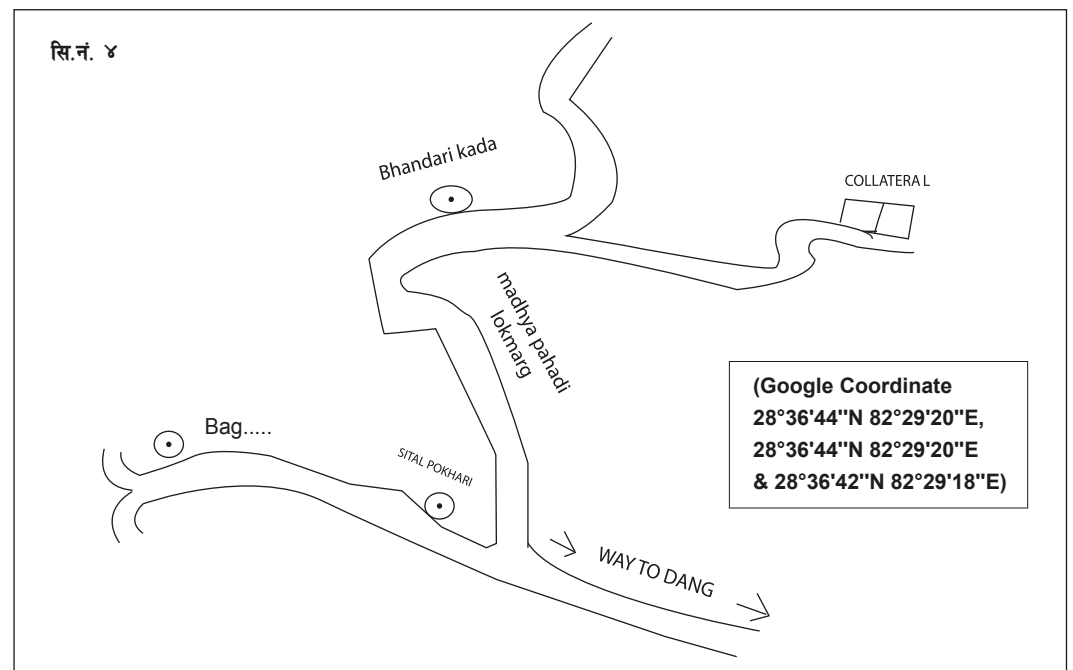 सि.नं. ४
Bhandari kada
COLLATERA L
madhya pahadi
lokmarg
(Google Coordinate
28°36'44"N 82°29'20"E,
28°36'44"N 82°29'20"E
& 28°36'42"N 82°29'18"E)
Bag.....
SITAL POKHARI
WAY TO DANG